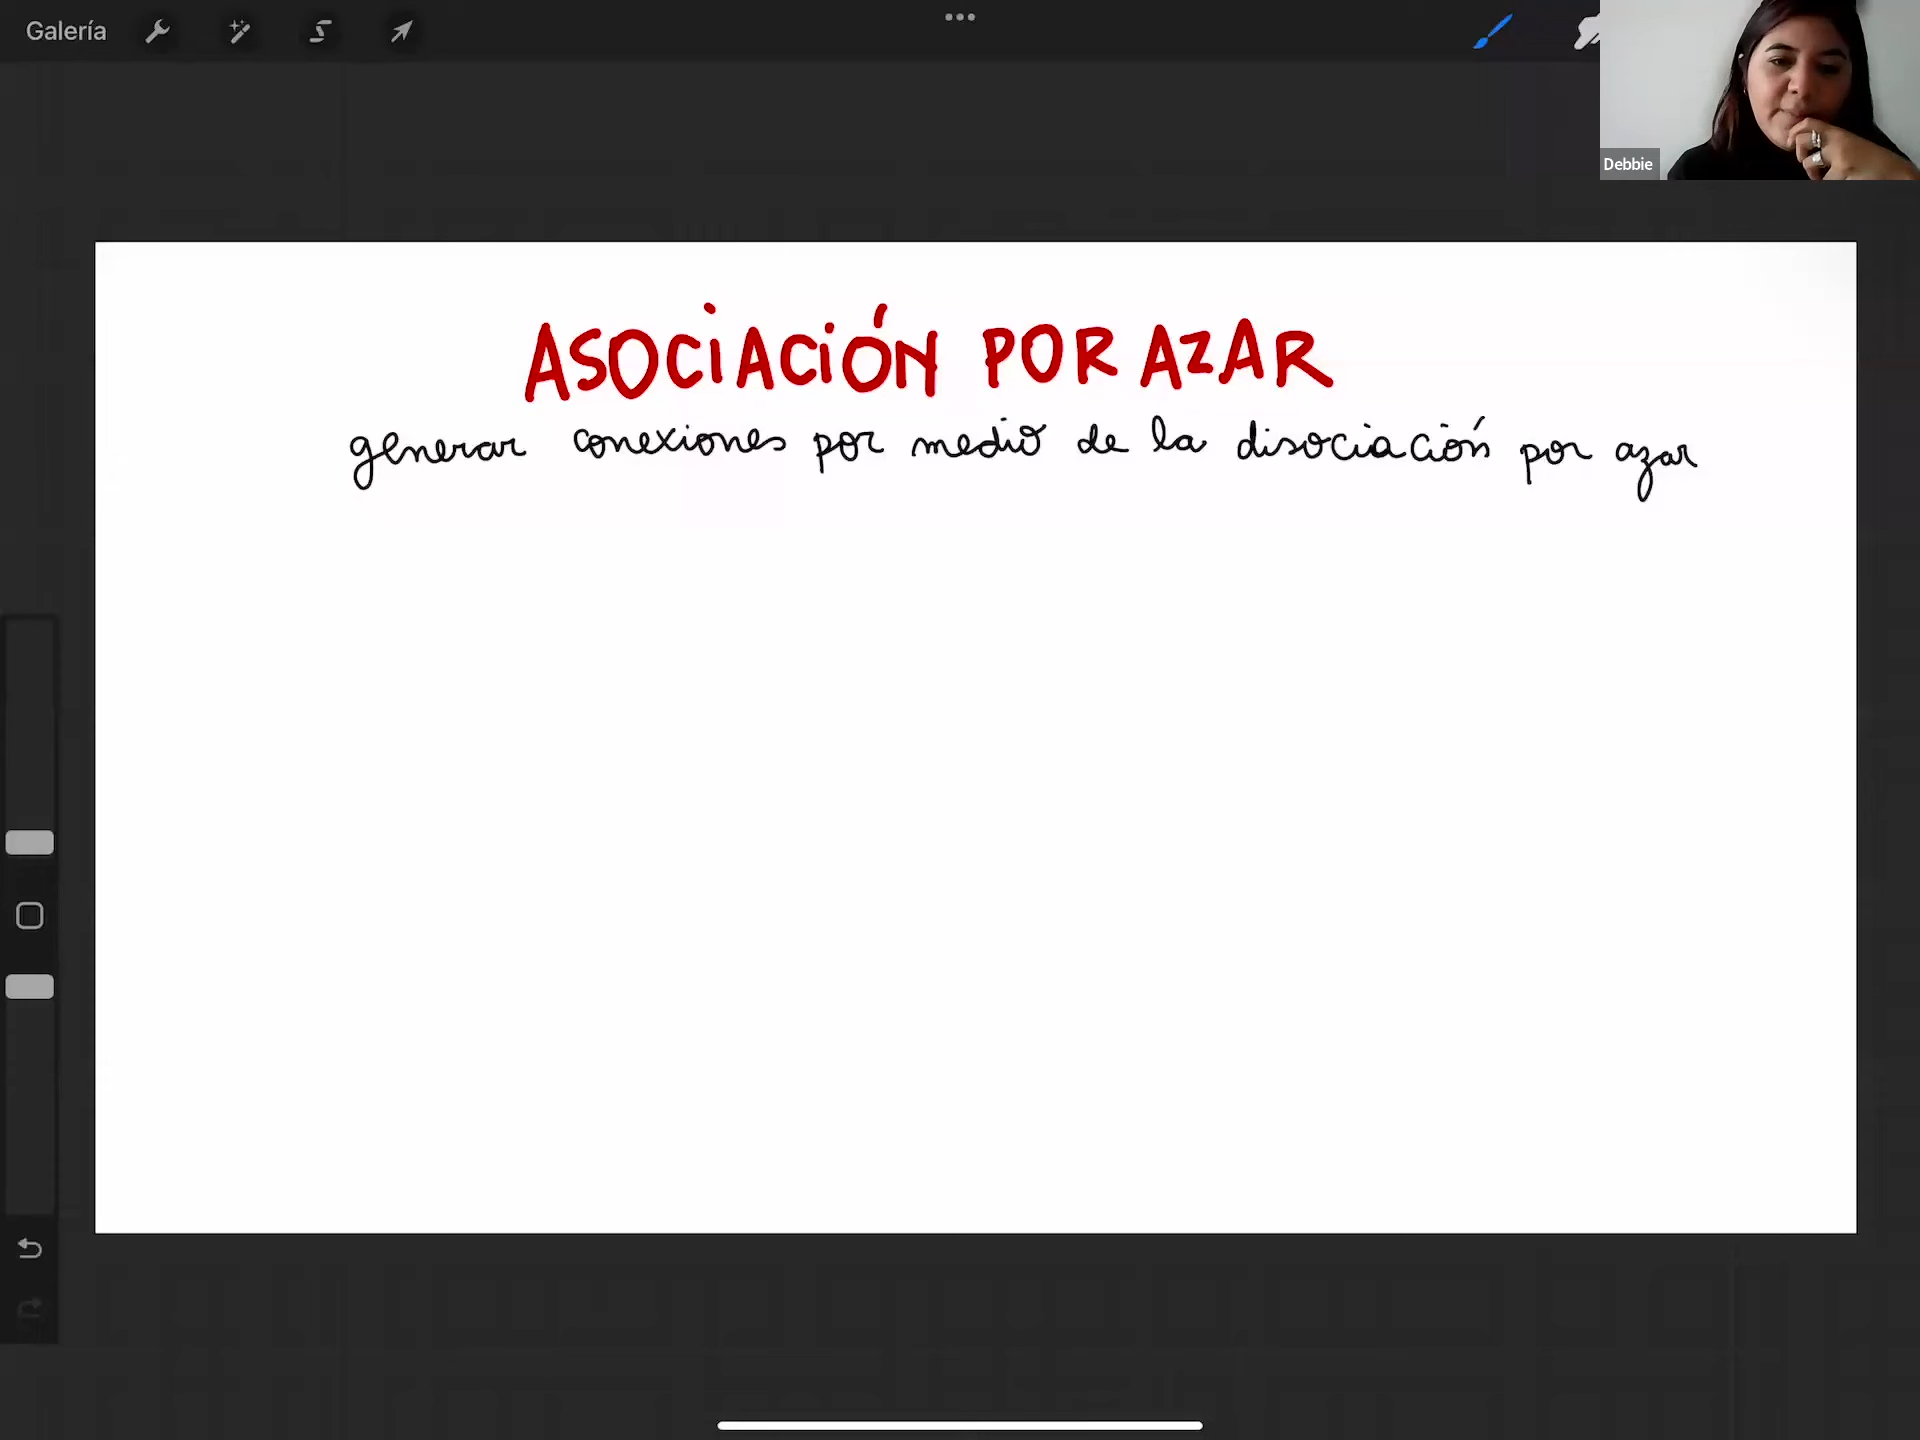 Galería
Debbie
ASOCIACIÓN POR AZAR
generar conexiones por medio de la disociación por azar